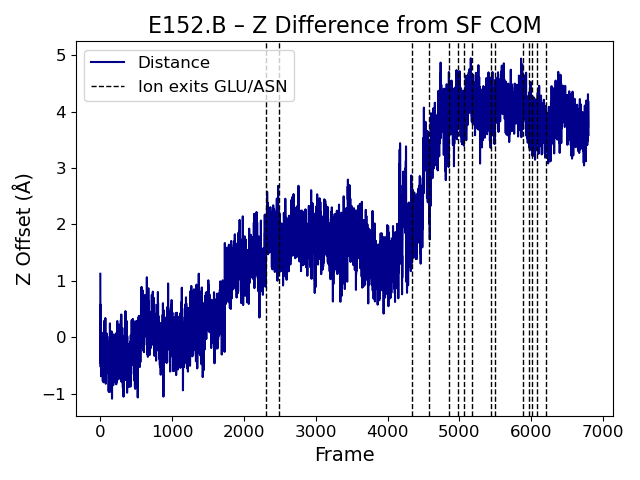 E152.B – Z Difference from SF COM
Distance
Ion exits GLU/ASN
Z Offset (Å)
5
4
3
2
1
0
−1
0 1000 2000 3000 4000 5000 6000 7000
Frame